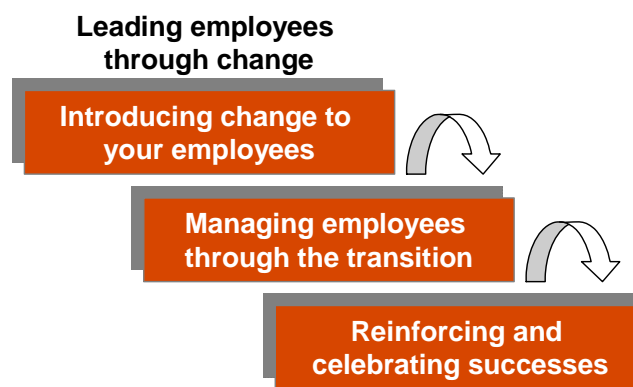 Leading employees
through change
Introducing change to
your employees
Managing employees
through the transition
Reinforcing and
celebrating successes